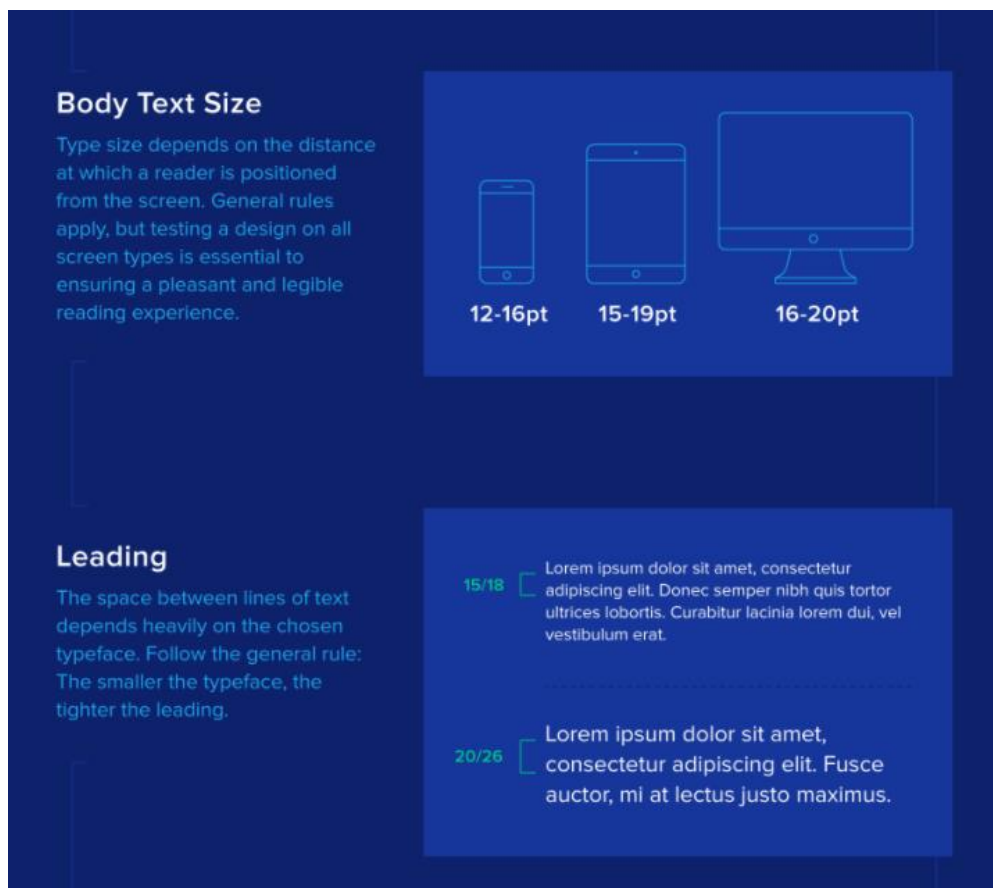 Body Text Size
Type size depends on the distance
at which a reader is positioned
from the screen. General rules
apply, but testing a design on all
screen types is essential to
ensuring a pleasant and legible
reading experience.
12-16pt
15-19pt
16-20pt
Leading
The space between lines of text
depends heavily on the chosen
typeface. Follow the general rule:
The smaller the typeface, the
tighter the leading.
15/18
Lorem ipsum dolor sit amet, consectetur
adipiscing elit. Donec semper nibh quis tortor
ultrices lobortis. Curabitur lacinia lorem dui, vel
vestibulum erat.
20/26
Lorem ipsum dolor sit amet,
consectetur adipiscing elit. Fusce
auctor, mi at lectus justo maximus.